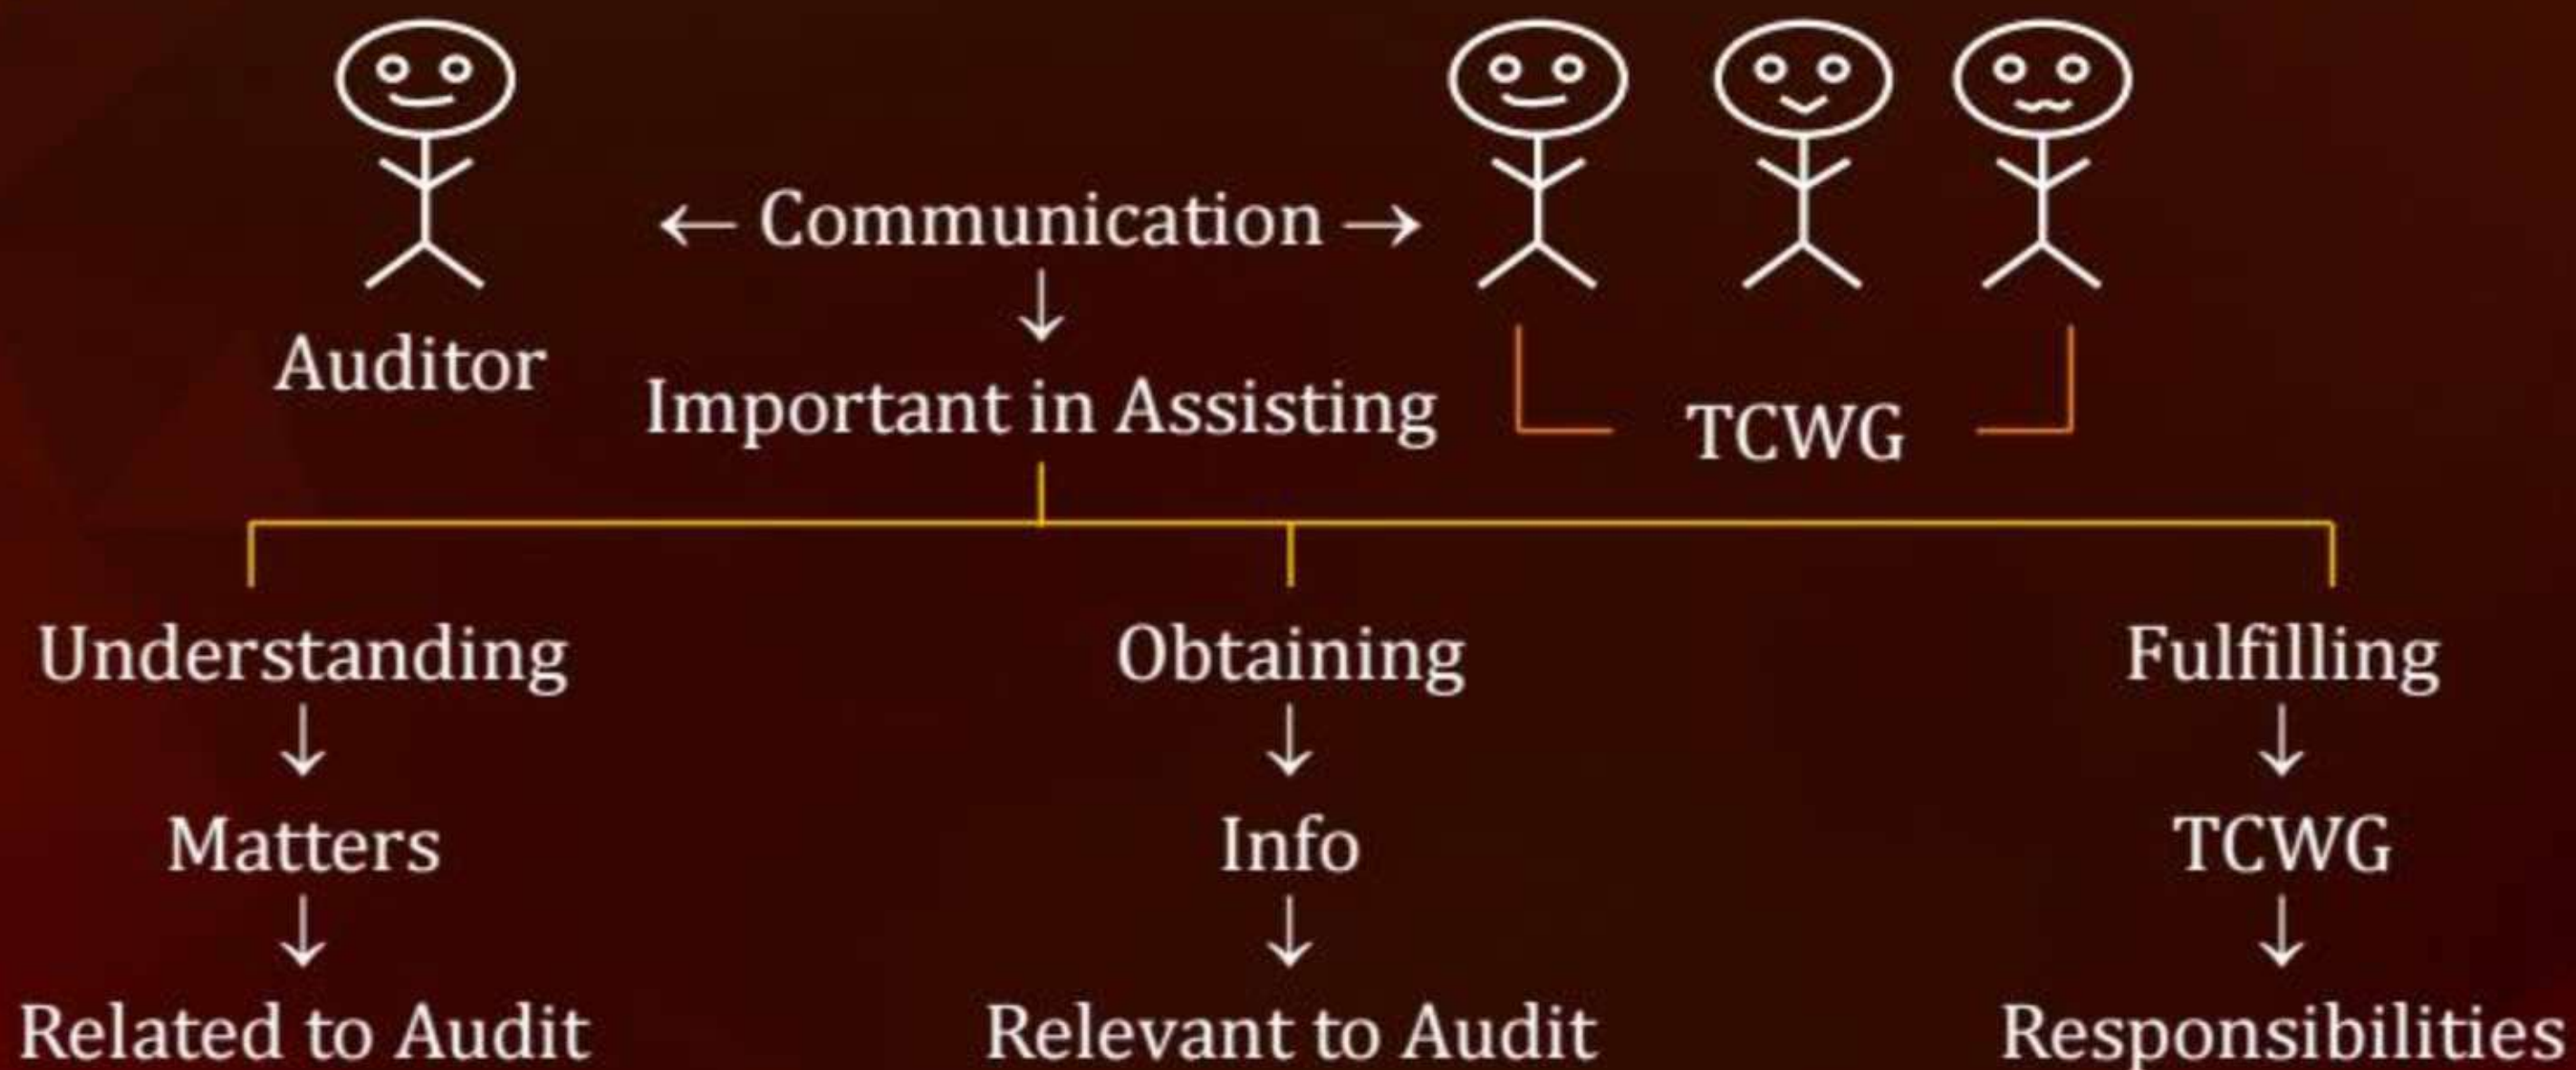 ← Communication →
↓
Auditor
Important in Assisting
TCWG
Understanding
↓
Matters
↓
Related to Audit
Obtaining
↓
Info
↓
Relevant to Audit
Fulfilling
↓
TCWG
↓
Responsibilities